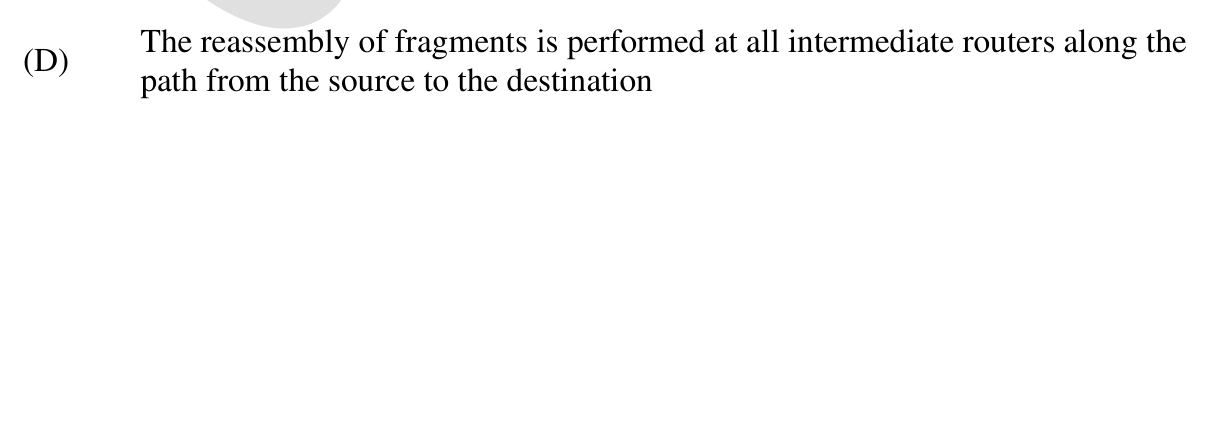 (D) The reassembly of fragments is performed at all intermediate routers along the
path from the source to the destination